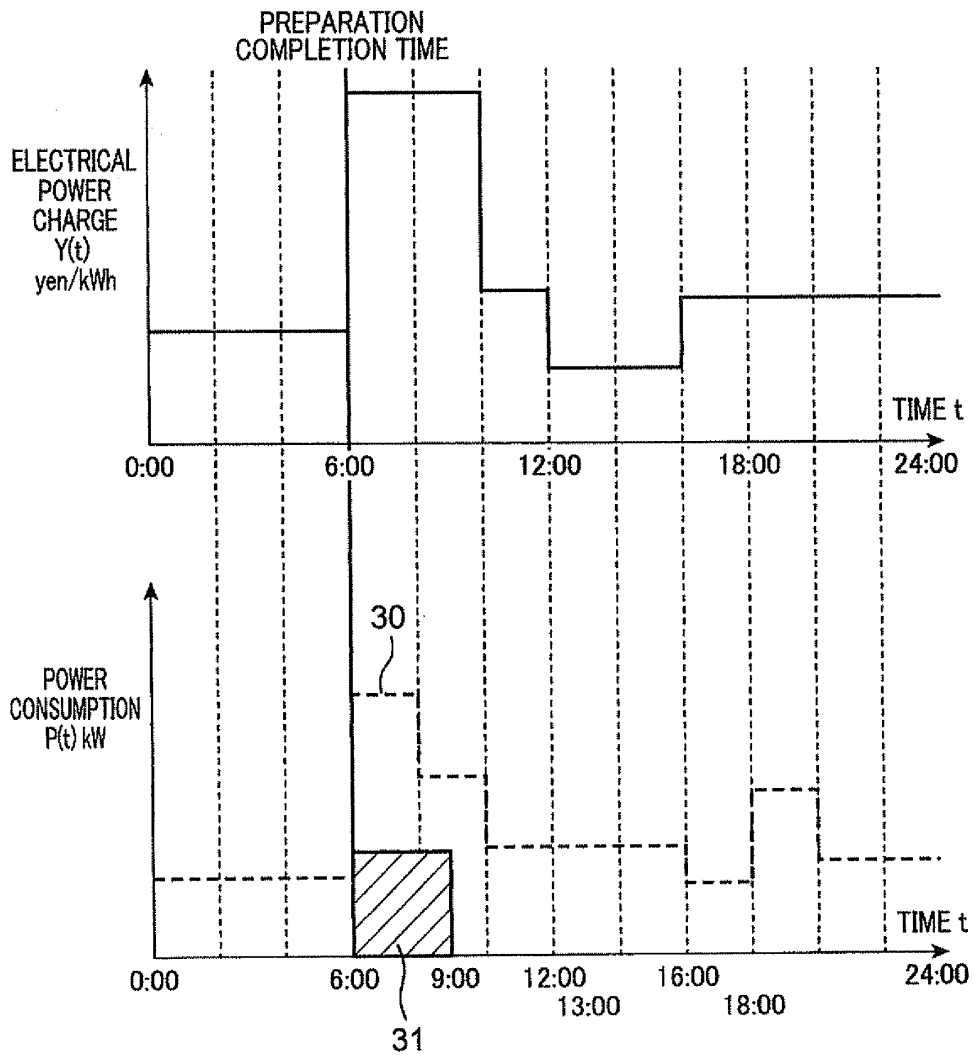 PREPARATION
COMPLETION TIME
ELECTRICAL
POWER
CHARGE
Y(t)
yen/kWh
TIME t
0:00 6:00 12:00 18:00 24:00
30
POWER
CONSUMPTION
P(t) kW
TIME t
0:00 6:00 9:00 12:00 16:00 24:00
13:00 18:00
31